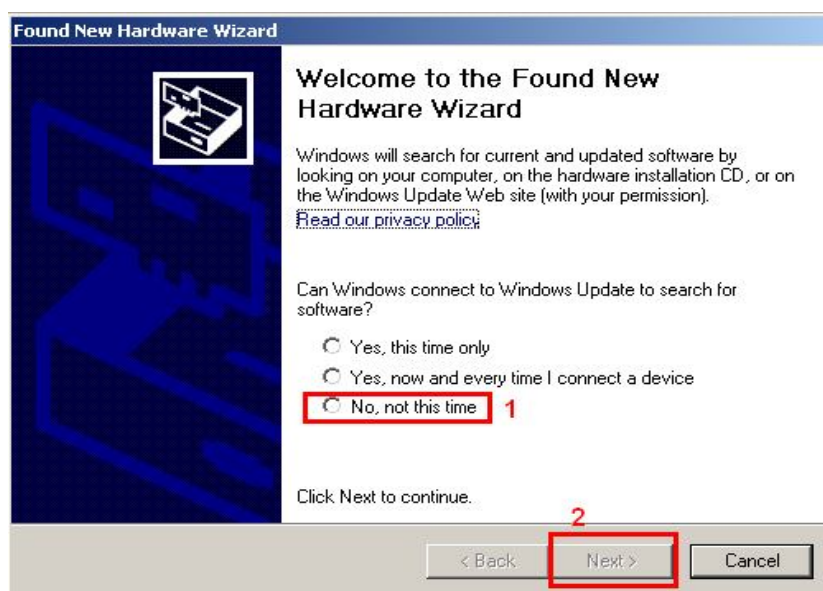 Found New Hardware Wizard
Welcome to the Found New
Hardware Wizard
Windows will search for current and updated software by
looking on your computer, on the hardware installation CD, or on
the Windows Update Web site (with your permission).
Read our privacy policy
Can Windows connect to Windows Update to search for
software?
Yes, this time only
Yes, now and every time I connect a device
No, not this time 1
Click Next to continue.
2
< Back Next > Cancel